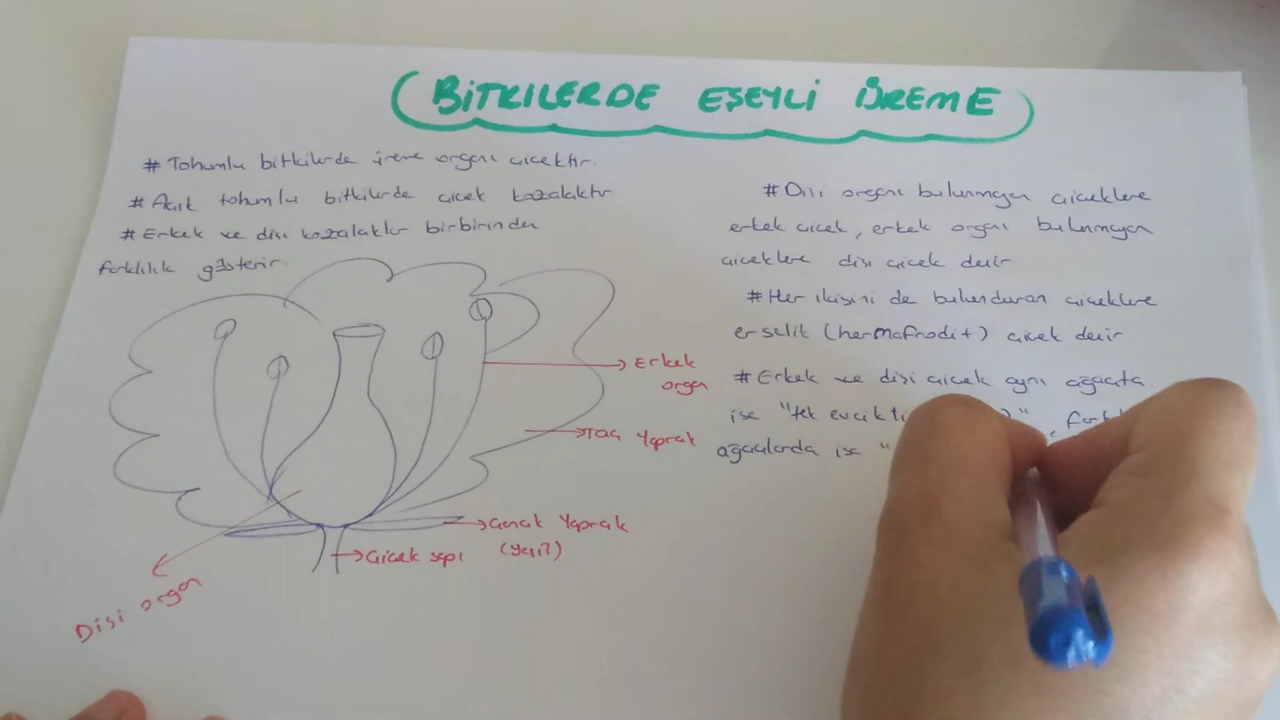 BİTKİLERDE EŞEYLİ ÜREME
# Tohumlu bitkilerde üreme organı çiçektir.
# Açık tohumlu bitkilerde çiçek kozalaktır
# Erkek ve dişi kozalaklar birbirinden
farklılık gösterir.
Erkek
organ
Taç Yaprak
Çanak Yaprak
(Yeşil)
Çiçek sapı
Dişi organ
# Dişi organı bulunmayan çiçeklere
erkek çiçek, erkek organı bulunmayan
çiçeklere dişi çiçek denir
# Her ikisini de bulunduran çiçeklere
erselik (hermafrodit) çiçek denir
# Erkek ve dişi çiçek aynı ağaçta
ise "tek evcikli
ağaçlarda ise "